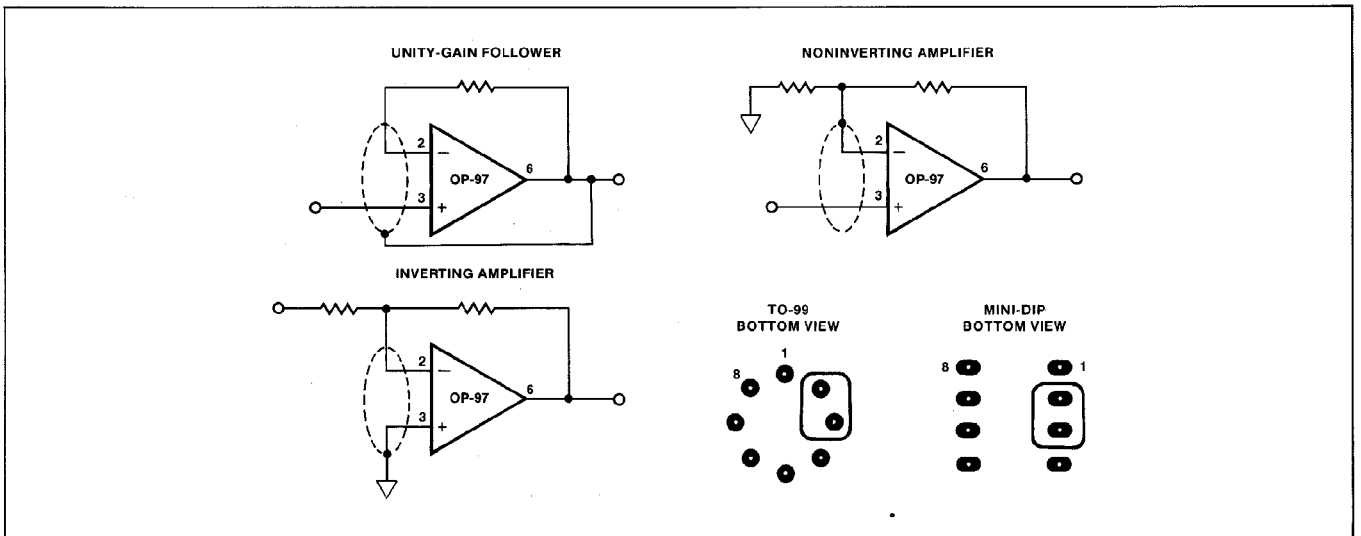 UNITY-GAIN FOLLOWER
2
−
OP-97
6
3
+
NONINVERTING AMPLIFIER
2
−
OP-97
6
3
+
INVERTING AMPLIFIER
2
−
OP-97
6
3
+
TO-99
BOTTOM VIEW
1
8
MINI-DIP
BOTTOM VIEW
8
1